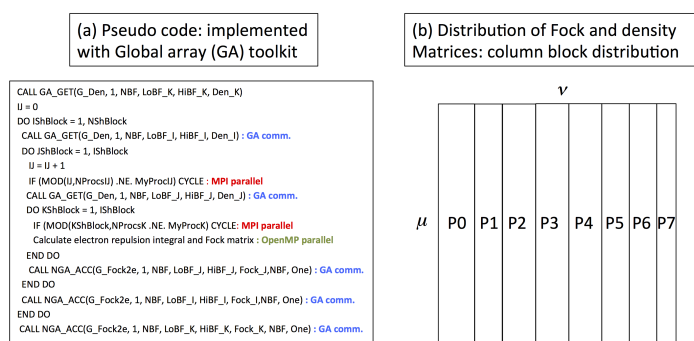 (a) Pseudo code: implemented
with Global array (GA) toolkit
CALL GA_GET(G_Den, 1, NBF, LoBF_K, HiBF_K, Den_K)
IJ = 0
DO IShBlock = 1, NShBlock
CALL GA_GET(G_Den, 1, NBF, LoBF_I, HiBF_I, Den_I) : GA comm.
DO JShBlock = 1, IShBlock
IJ = IJ + 1
IF (MOD(IJ,NProcsIJ) .NE. MyProcIJ) CYCLE : MPI parallel
CALL GA_GET(G_Den, 1, NBF, LoBF_J, HiBF_J, Den_J) : GA comm.
DO KShBlock = 1, IShBlock
IF (MOD(KShBlock,NProcsK .NE. MyProcK) CYCLE: MPI parallel
Calculate electron repulsion integral and Fock matrix : OpenMP parallel
END DO
CALL NGA_ACC(G_Fock2e, 1, NBF, LoBF_J, HiBF_J, Fock_J,NBF, One) : GA comm.
END DO
CALL NGA_ACC(G_Fock2e, 1, NBF, LoBF_I, HiBF_I, Fock_I,NBF, One) : GA comm.
END DO
CALL NGA_ACC(G_Fock2e, 1, NBF, LoBF_K, HiBF_K, Fock_K, NBF, One) : GA comm.
(b) Distribution of Fock and density
Matrices: column block distribution
ν
μ P0 P1 P2 P3 P4 P5 P6 P7